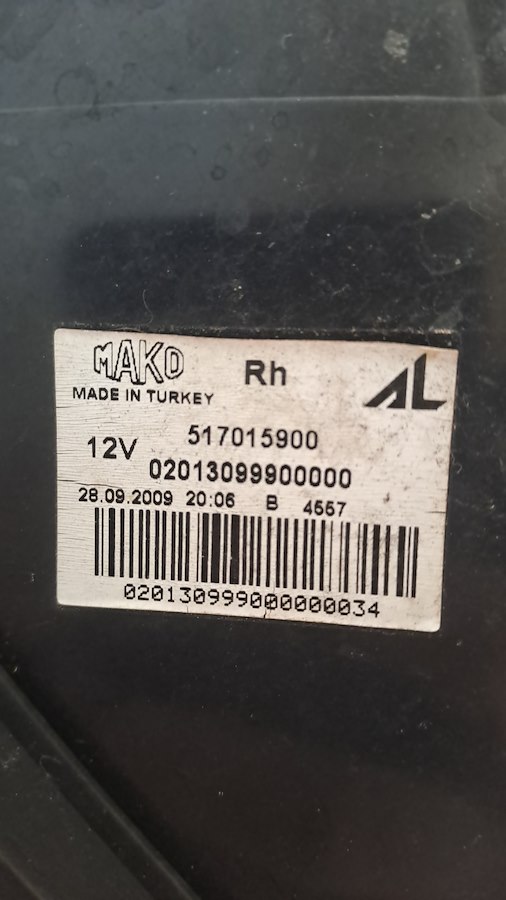 MAKO Rh AL
MADE IN TURKEY
12V 517015900
02013099900000
28.09.2009 20:06 B 4557
020130999000000034